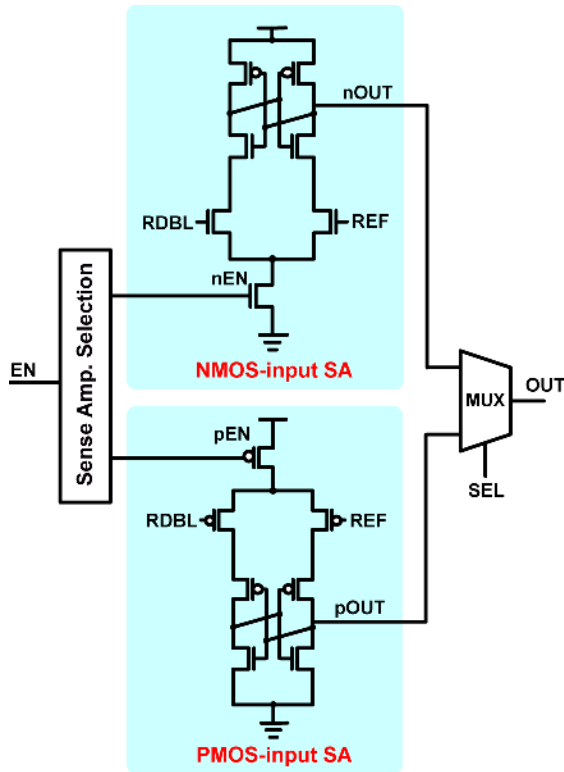 nOUT
RDBL
REF
nEN
NMOS-input SA
EN
Sense Amp. Selection
MUX
OUT
SEL
pEN
RDBL
REF
pOUT
PMOS-input SA